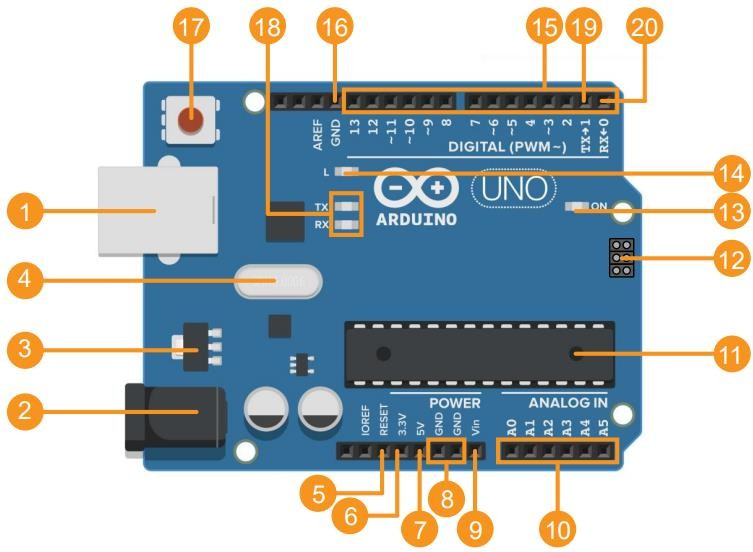 17
18
16
15
19
20
AREF
GND
13
12
~11
~10
~9
8
7
~6
~5
4
~3
2
TX→1
RX←0
DIGITAL (PWM~)
L
14
1
TX
RX
ARDUINO
UNO
ON
13
4
12
3
11
2
POWER
ANALOG IN
IOREF
RESET
3.3V
5V
GND
GND
Vin
A0
A1
A2
A3
A4
A5
5
6
7
8
9
10